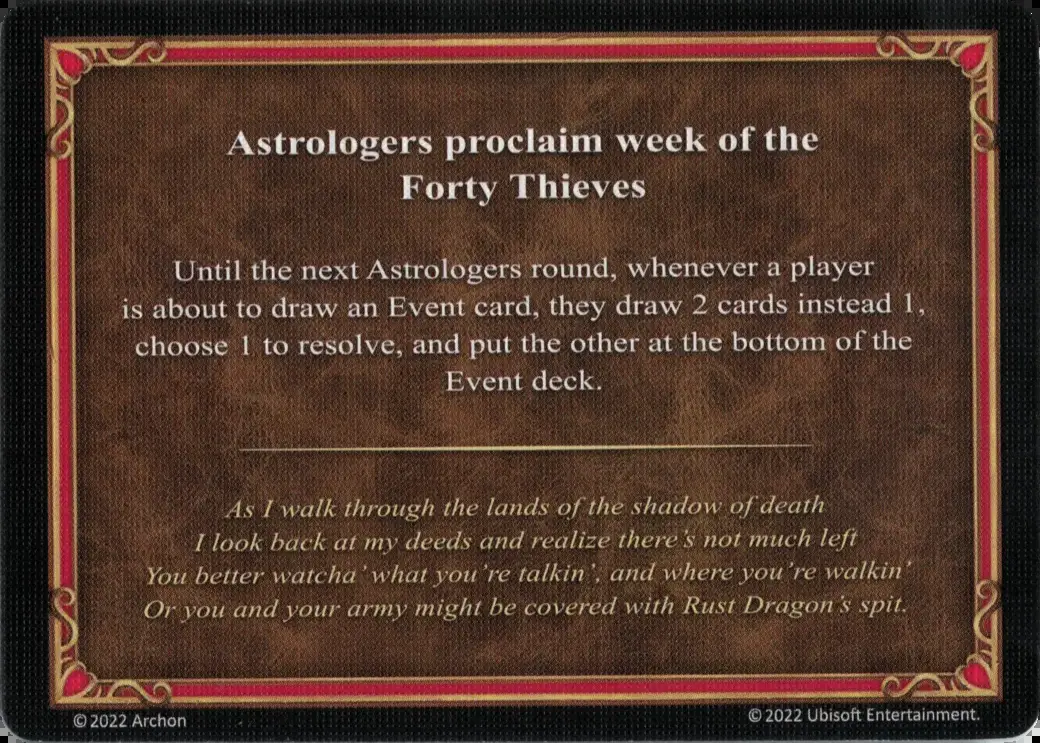 Astrologers proclaim week of the
Forty Thieves
Until the next Astrologers round, whenever a player
is about to draw an Event card, they draw 2 cards instead 1,
choose 1 to resolve, and put the other at the bottom of the
Event deck.
As I walk through the lands of the shadow of death
I look back at my deeds and realize there's not much left
You better watcha' what you're talkin', and where you're walkin'
Or you and your army might be covered with Rust Dragon's spit.
© 2022 Archon
© 2022 Ubisoft Entertainment.